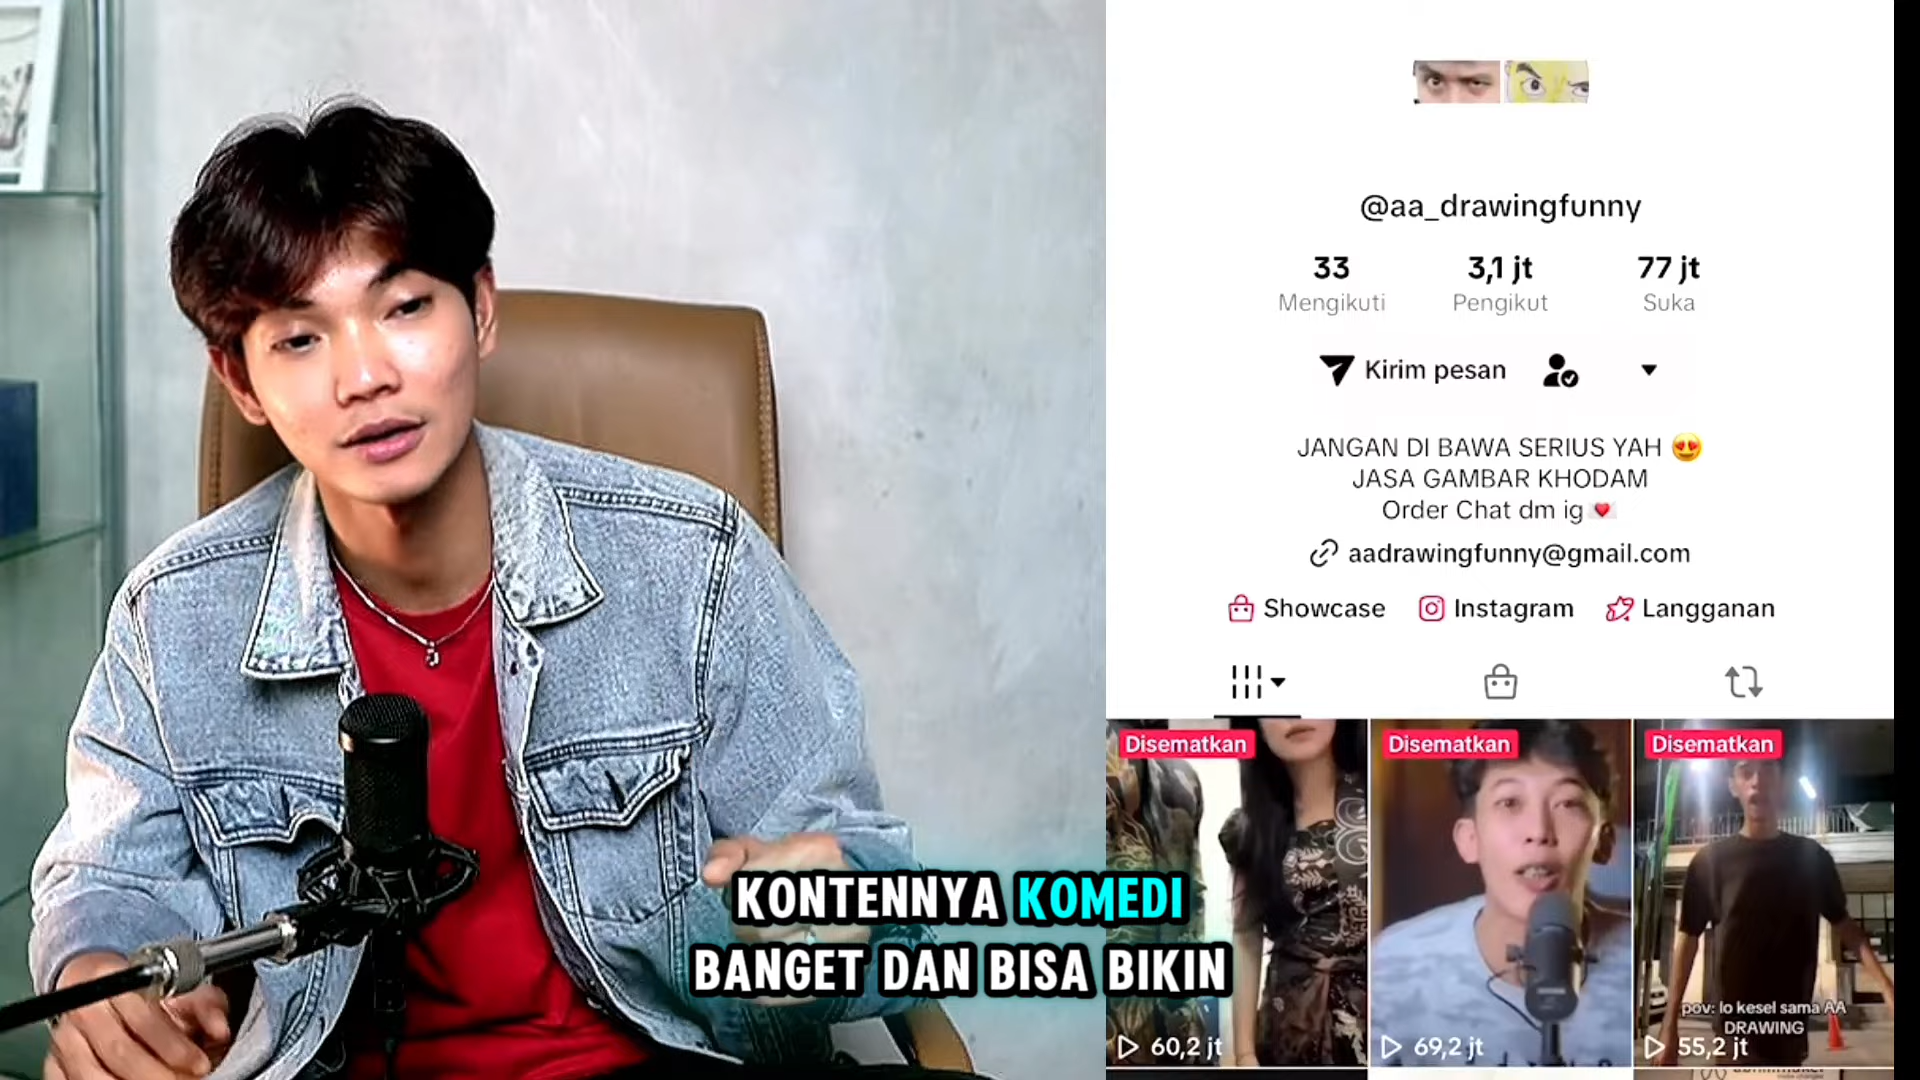 KONTENNYA KOMEDI
BANGET DAN BISA BIKIN
@aa_drawingfunny
33
Mengikuti
3,1 jt
Pengikut
77 jt
Suka
Kirim pesan
JANGAN DI BAWA SERIUS YAH 😍
JASA GAMBAR KHODAM
Order Chat dm ig 💌
aadrawingfunny@gmail.com
Showcase
Instagram
Langganan
Disematkan
60,2 jt
Disematkan
69,2 jt
Disematkan
pov: lo kesel sama AA
DRAWING
55,2 jt